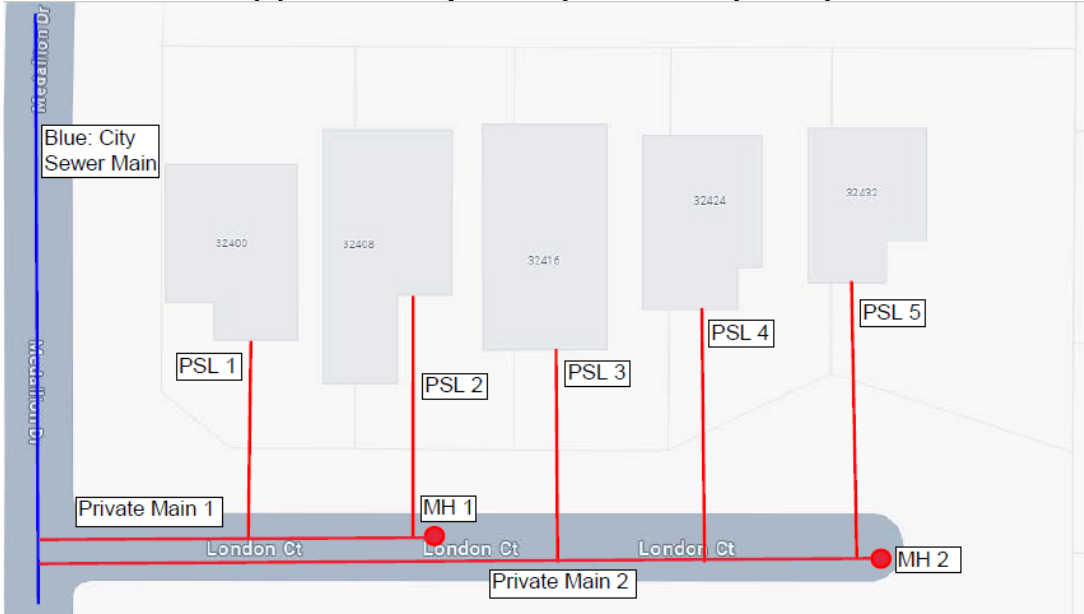 Medallion Dr
Blue: City
Sewer Main
32400
32408
32416
32424
32432
Medallion Dr
PSL 1
PSL 2
PSL 3
PSL 4
PSL 5
Private Main 1
MH 1
London Ct
London Ct
London Ct
MH 2
Private Main 2